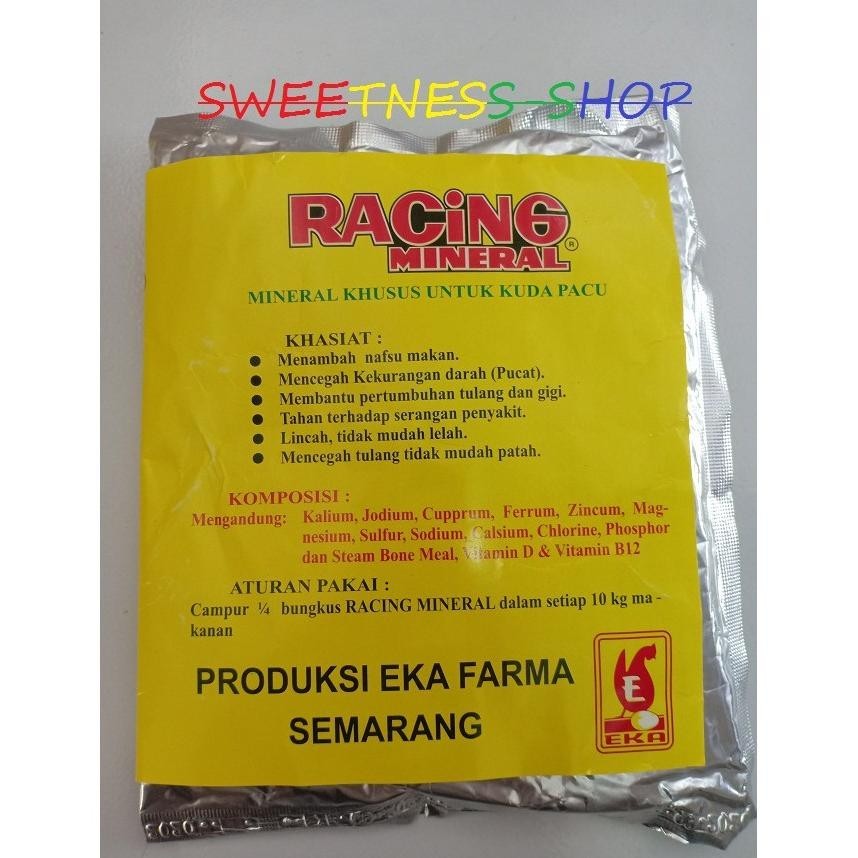 SWEETNESS SHOP
RACiNG
MINERAL ®
MINERAL KHUSUS UNTUK KUDA PACU
KHASIAT :
● Menambah nafsu makan.
● Mencegah Kekurangan darah (Pucat).
● Membantu pertumbuhan tulang dan gigi.
● Tahan terhadap serangan penyakit.
● Lincah, tidak mudah lelah.
● Mencegah tulang tidak mudah patah.
KOMPOSISI :
Mengandung: Kalium, Jodium, Cupprum, Ferrum, Zincum, Mag-
nesium, Sulfur, Sodium, Calsium, Chlorine, Phosphor
dan Steam Bone Meal, Vitamin D & Vitamin B12
ATURAN PAKAI :
Campur ¼ bungkus RACING MINERAL dalam setiap 10 kg ma -
kanan
PRODUKSI EKA FARMA
SEMARANG
E
EKA